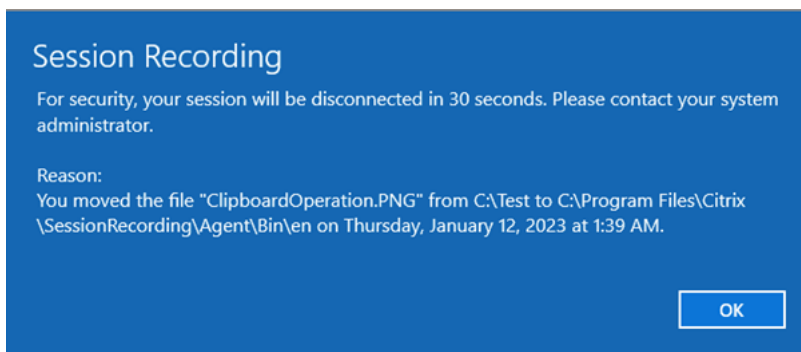 Session Recording
For security, your session will be disconnected in 30 seconds. Please contact your system
administrator.
Reason:
You moved the file "ClipboardOperation.PNG" from C:\Test to C:\Program Files\Citrix
\SessionRecording\Agent\Bin\en on Thursday, January 12, 2023 at 1:39 AM.
OK